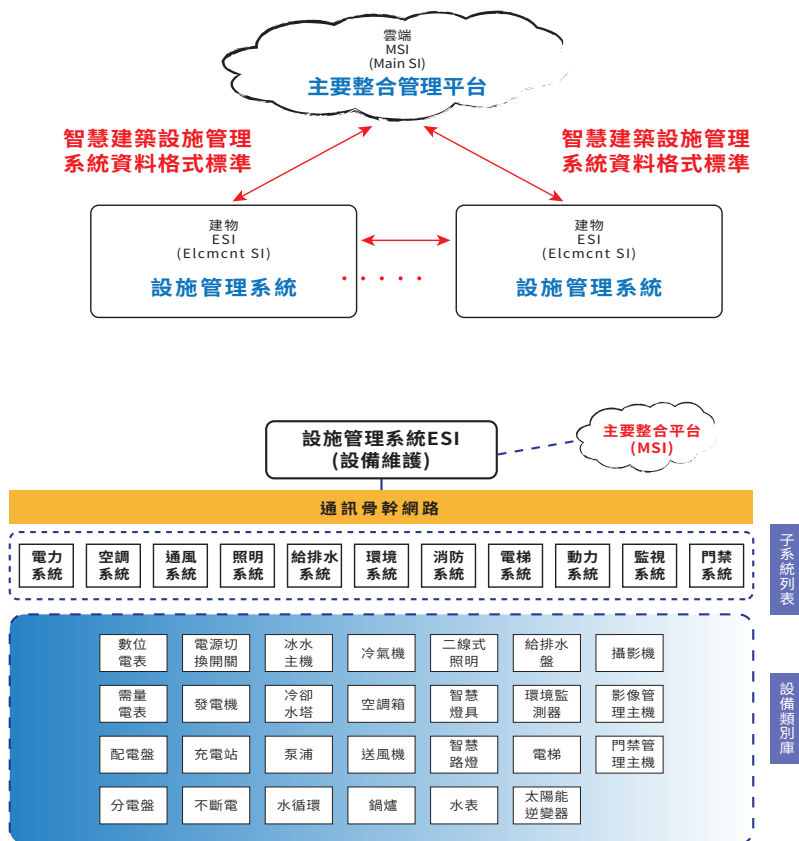 雲端
MSI
(Main SI)
主要整合管理平台
智慧建築設施管理
系統資料格式標準
智慧建築設施管理
系統資料格式標準
建物
ESI
(Elcmcnt SI)
設施管理系統
建物
ESI
(Elcmcnt SI)
設施管理系統
設施管理系統ESI
(設備維護)
主要整合平台
(MSI)
通訊骨幹網路
電力
系統
空調
系統
通風
系統
照明
系統
給排水
系統
環境
系統
消防
系統
電梯
系統
動力
系統
監視
系統
門禁
系統
子系統列表
數位
電表
電源切
換開關
冰水
主機
冷氣機
二線式
照明
給排水
盤
攝影機
需量
電表
發電機
冷卻
水塔
空調箱
智慧
燈具
環境監
測器
影像管
理主機
配電盤
充電站
泵浦
送風機
智慧
路燈
電梯
門禁管
理主機
分電盤
不斷電
水循環
鍋爐
水表
太陽能
逆變器
設備類別庫